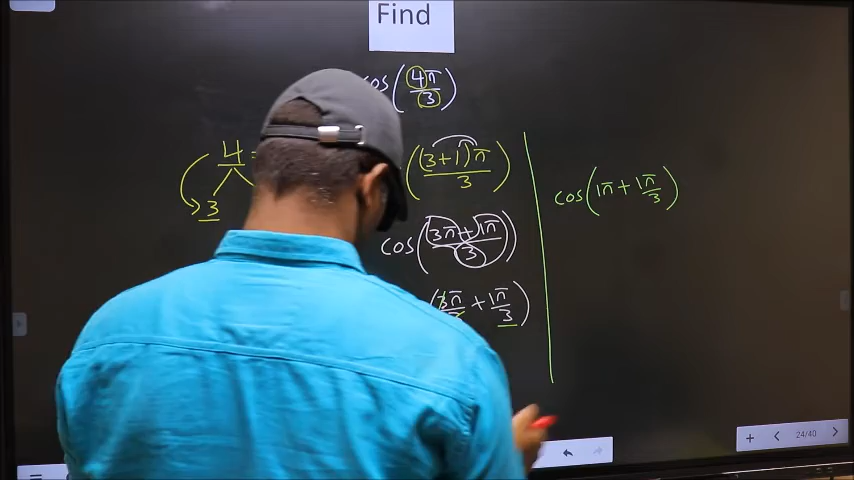 Find
cos(4π/3)
4 =
3
((3+1)π/3)
cos((3π+1π)/3)
(3π/3 + 1π/3)
cos(1π + 1π/3)
24/40